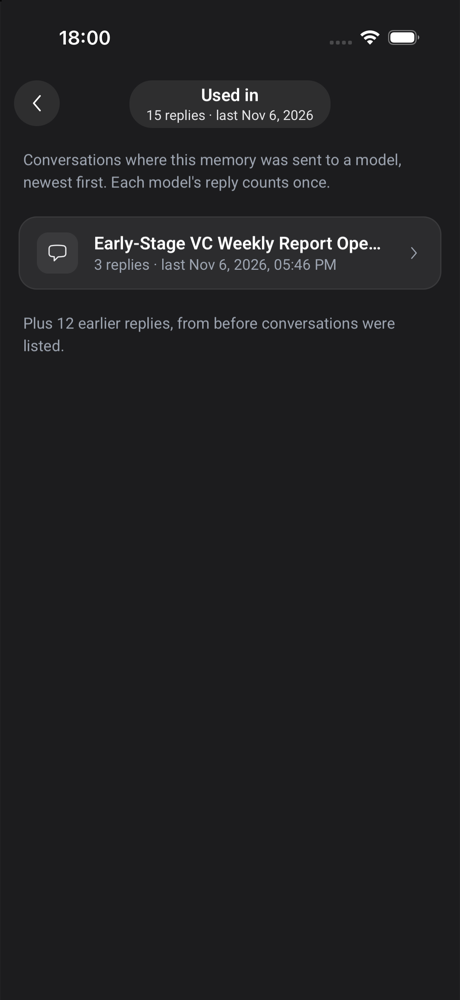 18:00
Used in
15 replies · last Nov 6, 2026
Conversations where this memory was sent to a model,
newest first. Each model's reply counts once.
Early-Stage VC Weekly Report Ope...
3 replies · last Nov 6, 2026, 05:46 PM
Plus 12 earlier replies, from before conversations were
listed.